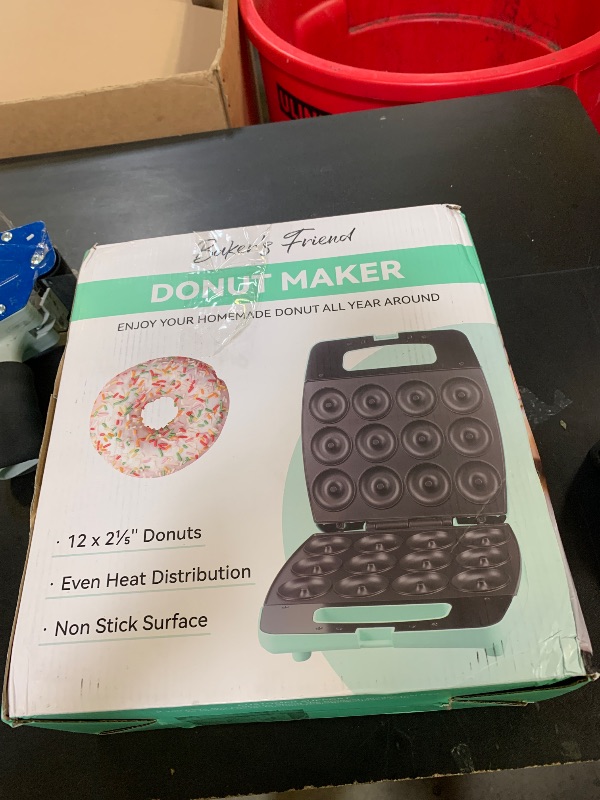 Baker's Friend
DONUT MAKER
ENJOY YOUR HOMEMADE DONUT ALL YEAR AROUND
· 12 x 2⅕" Donuts
· Even Heat Distribution
· Non Stick Surface